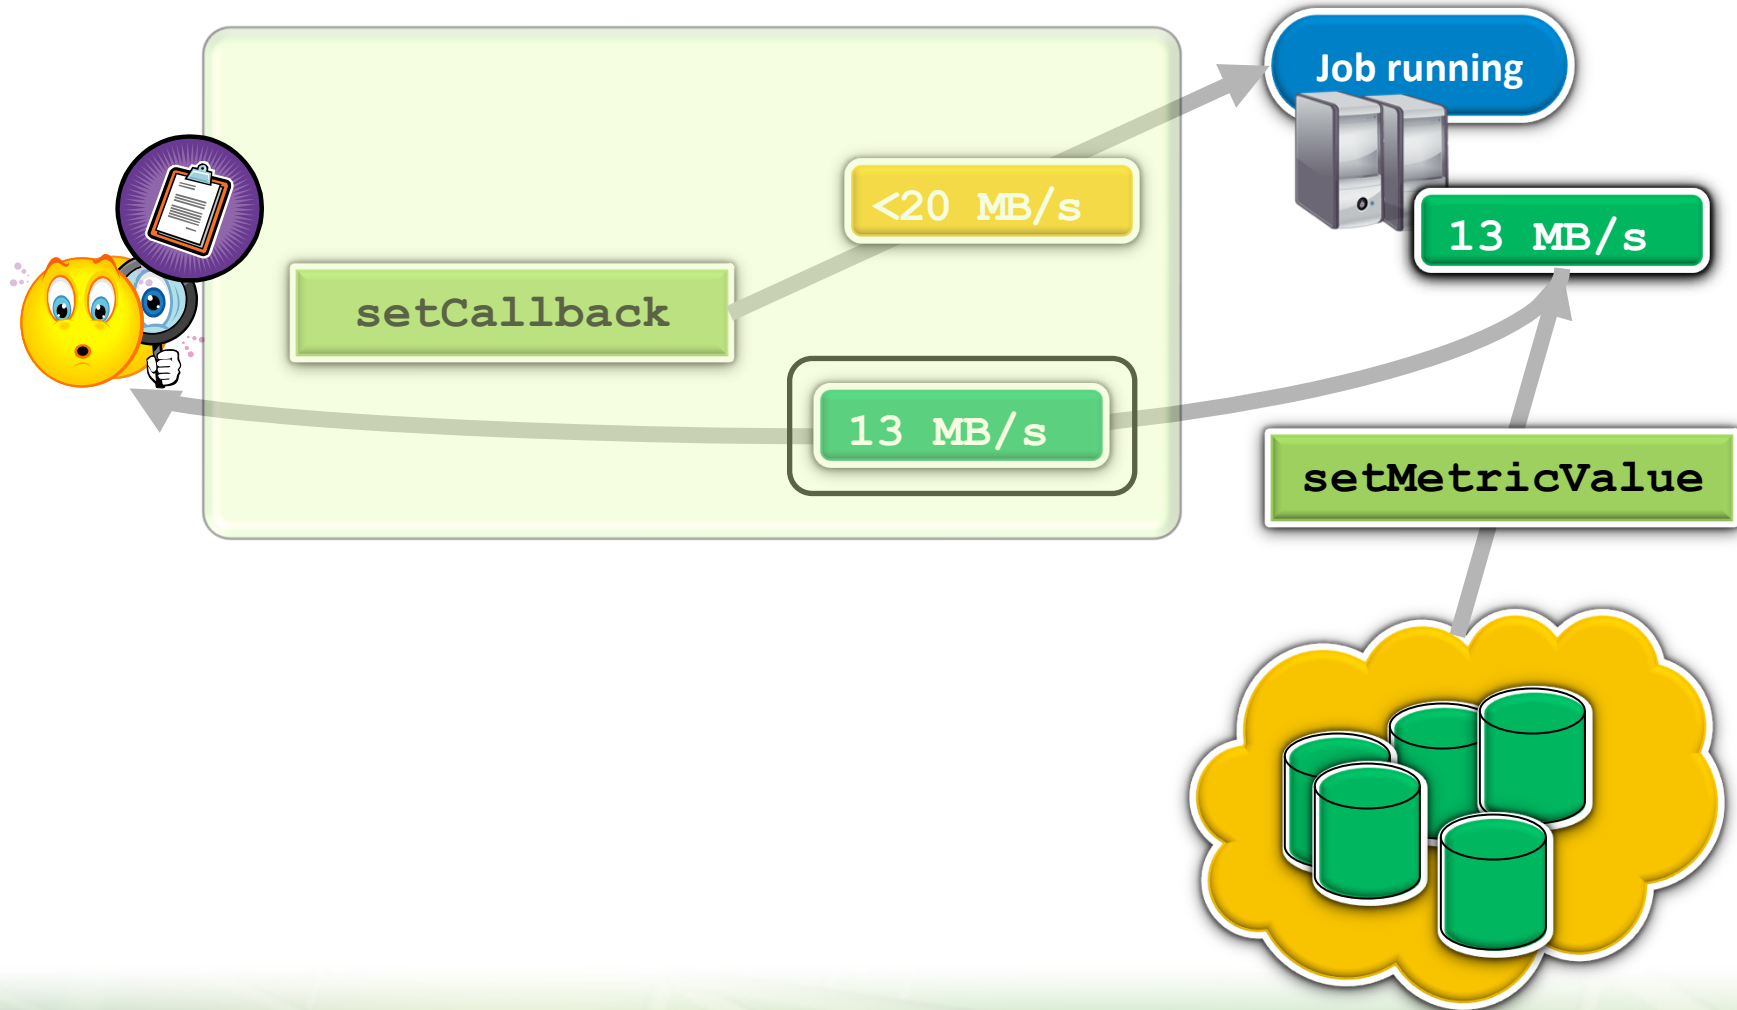 Job running
<20 MB/s
13 MB/s
setCallback
13 MB/s
setMetricValue